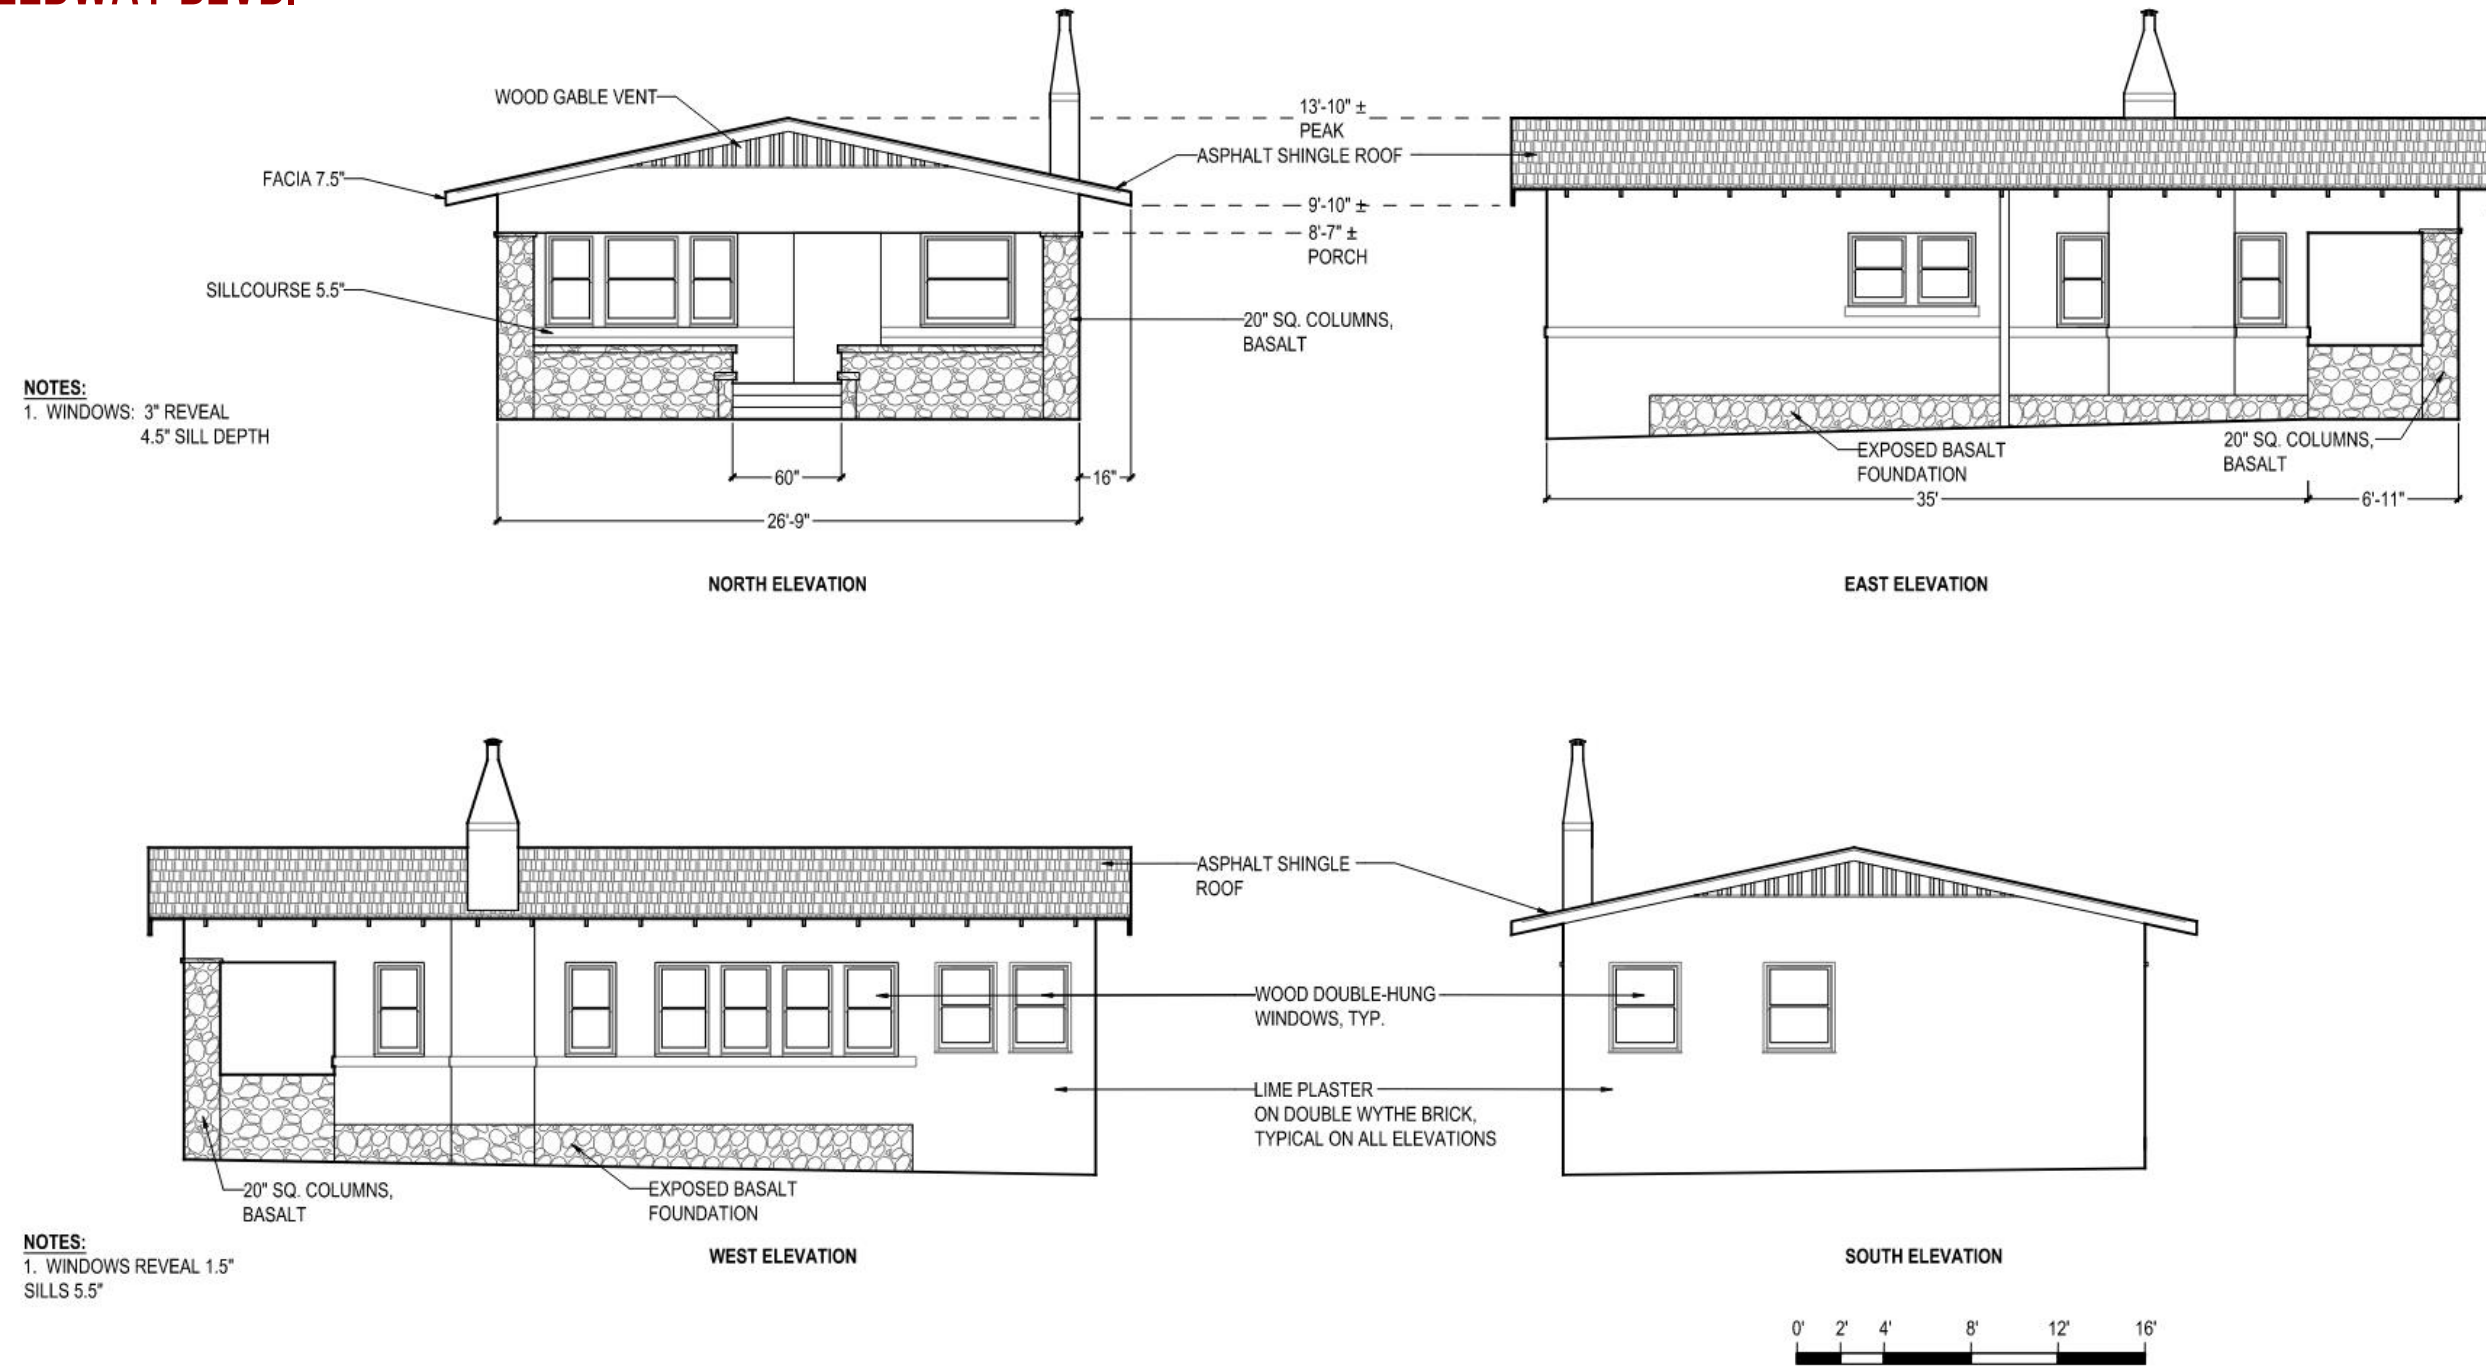 WOOD GABLE VENT
13'-10" ±
PEAK
ASPHALT SHINGLE ROOF
FACIA 7.5"
9'-10" ±
8'-7" ±
PORCH
SILLCOURSE 5.5"
20" SQ. COLUMNS,
BASALT
NOTES:
1. WINDOWS: 3" REVEAL
4.5" SILL DEPTH
60"
16"
26'-9"
NORTH ELEVATION
EXPOSED BASALT
FOUNDATION
20" SQ. COLUMNS,
BASALT
35'
6'-11"
EAST ELEVATION
ASPHALT SHINGLE
ROOF
WOOD DOUBLE-HUNG
WINDOWS, TYP.
LIME PLASTER
ON DOUBLE WYTHE BRICK,
TYPICAL ON ALL ELEVATIONS
20" SQ. COLUMNS,
BASALT
EXPOSED BASALT
FOUNDATION
NOTES:
1. WINDOWS REVEAL 1.5"
SILLS 5.5"
WEST ELEVATION
SOUTH ELEVATION
0' 2' 4' 8' 12' 16'